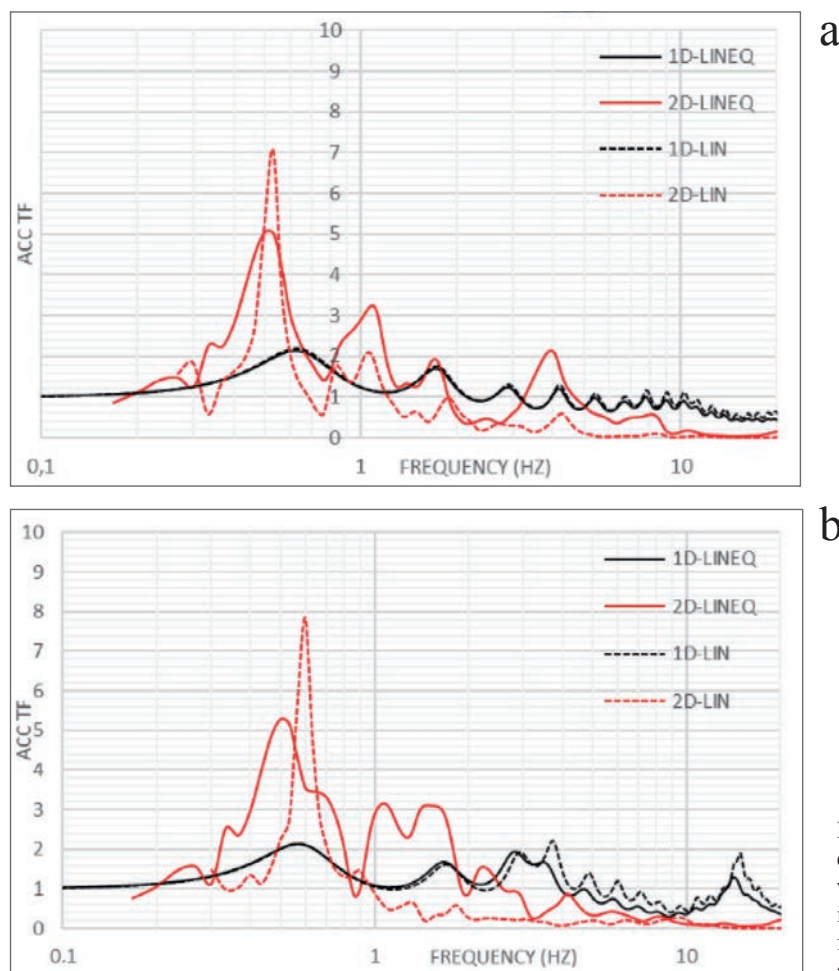 a
10
9
8
7
6
5
4
3
2
1
0
ACC TF
1D-LINEQ
2D-LINEQ
1D-LIN
2D-LIN
0,1
1
FREQUENCY (HZ)
10
b
10
9
8
7
6
5
4
3
2
1
0
ACC TF
1D-LINEQ
2D-LINEQ
1D-LIN
2D-LIN
0.1
1
FREQUENCY (HZ)
10